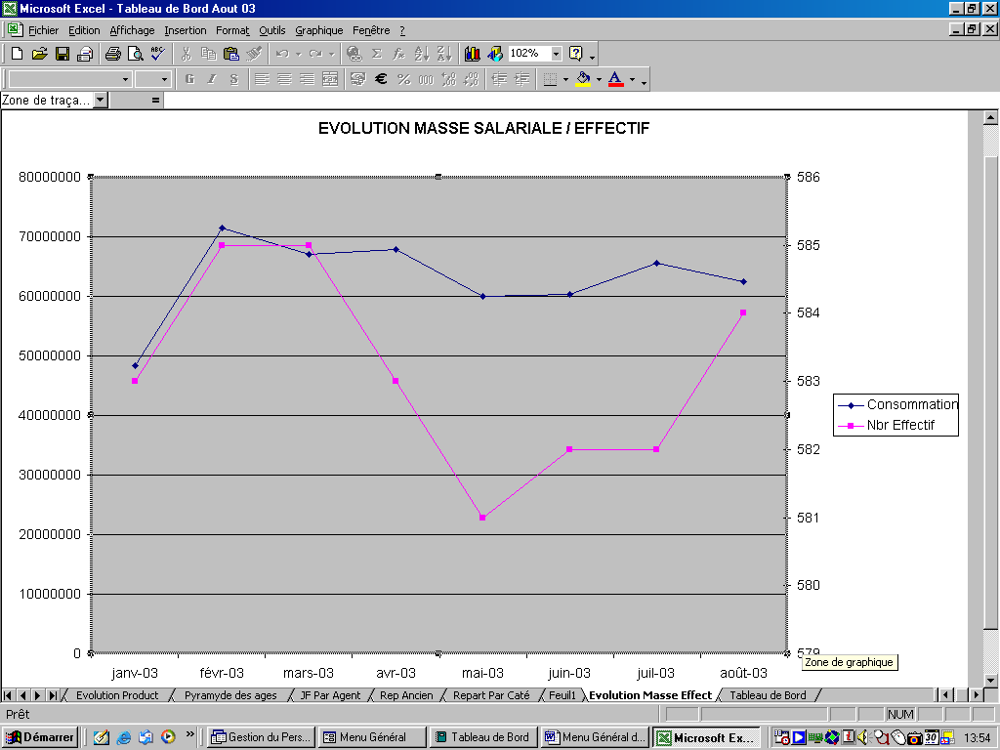 Microsoft Excel - Tableau de Bord Aout 03
Fichier Edition Affichage Insertion Format Outils Graphique Fenêtre ?
102%
G I S € % 000
Zone de traça... =
EVOLUTION MASSE SALARIALE / EFFECTIF
80000000 586
70000000 585
60000000 584
50000000 583
40000000 582
30000000 581
20000000 580
10000000 579
0
Consommation
Nbr Effectif
janv-03 févr-03 mars-03 avr-03 mai-03 juin-03 juil-03 août-03
Zone de graphique
Evolution Product Pyramyde des ages JF Par Agent Rep Ancien Repart Par Caté Feuil1 Evolution Masse Effect Tableau de Bord
Prêt NUM
Démarrer » Gestion du Pers... Menu Général Tableau de Bord Menu Général d... Microsoft Ex... 13:54